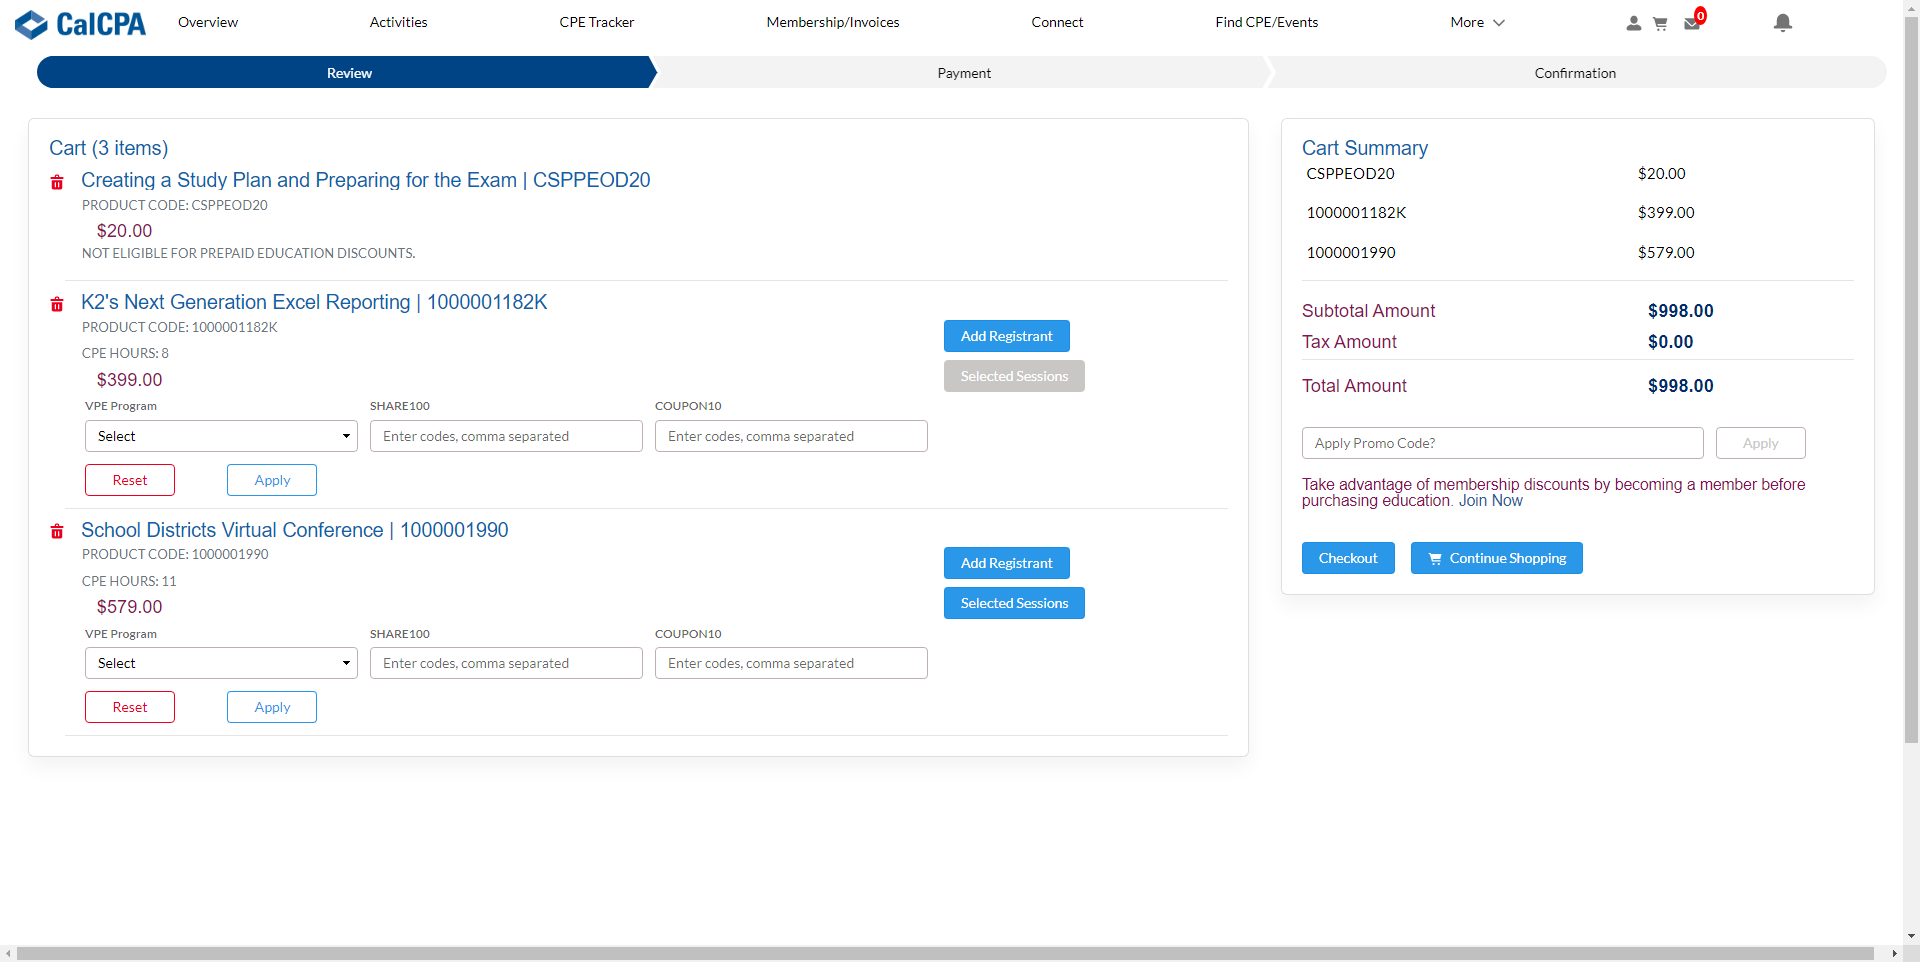 CalCPA
Overview
Activities
CPE Tracker
Membership/Invoices
Connect
Find CPE/Events
More
0
Review
Payment
Confirmation
Cart (3 items)
Creating a Study Plan and Preparing for the Exam | CSPPEOD20
PRODUCT CODE: CSPPEOD20
$20.00
NOT ELIGIBLE FOR PREPAID EDUCATION DISCOUNTS.
K2's Next Generation Excel Reporting | 1000001182K
PRODUCT CODE: 1000001182K
CPE HOURS: 8
$399.00
Add Registrant
Selected Sessions
VPE Program
SHARE100
COUPON10
Select
Enter codes, comma separated
Enter codes, comma separated
Reset
Apply
School Districts Virtual Conference | 1000001990
PRODUCT CODE: 1000001990
CPE HOURS: 11
$579.00
Add Registrant
Selected Sessions
VPE Program
SHARE100
COUPON10
Select
Enter codes, comma separated
Enter codes, comma separated
Reset
Apply
Cart Summary
CSPPEOD20 $20.00
1000001182K $399.00
1000001990 $579.00
Subtotal Amount $998.00
Tax Amount $0.00
Total Amount $998.00
Apply Promo Code?
Apply
Take advantage of membership discounts by becoming a member before
purchasing education. Join Now
Checkout
Continue Shopping